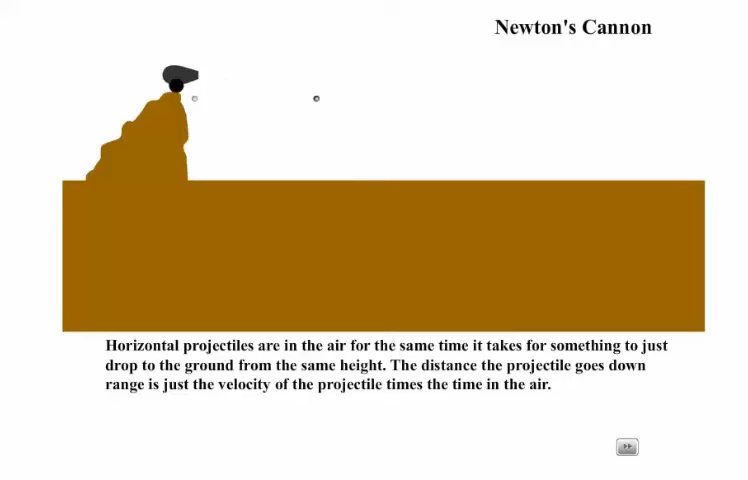 Newton's Cannon
Horizontal projectiles are in the air for the same time it takes for something to just
drop to the ground from the same height. The distance the projectile goes down
range is just the velocity of the projectile times the time in the air.